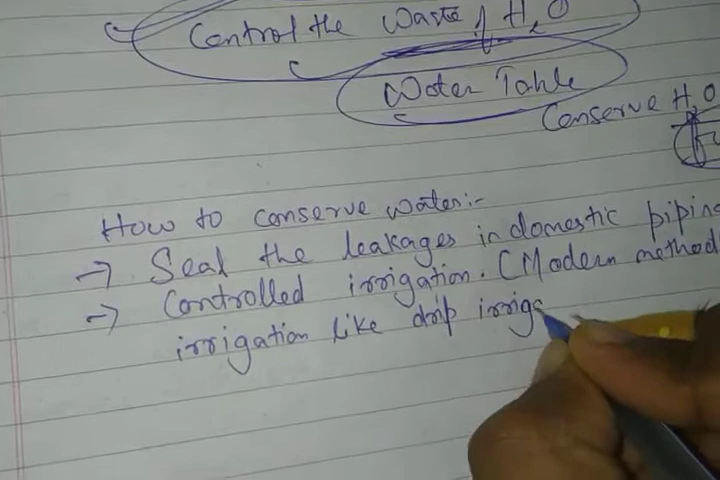 Control the Waste of H2O
Water Table
Conserve H2O
How to conserve water:-
→ Seal the leakages in domestic piping
→ Controlled irrigation. (Modern method
irrigation like drip irriga